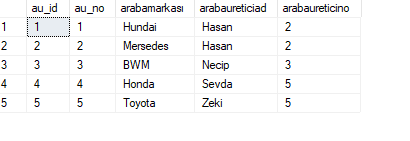 au_id au_no arabamarkası arabaureticiad arabaureticino
1 1 1 Hundai Hasan 2
2 2 2 Mersedes Hasan 2
3 3 3 BWM Necip 3
4 4 4 Honda Sevda 5
5 5 5 Toyota Zeki 5